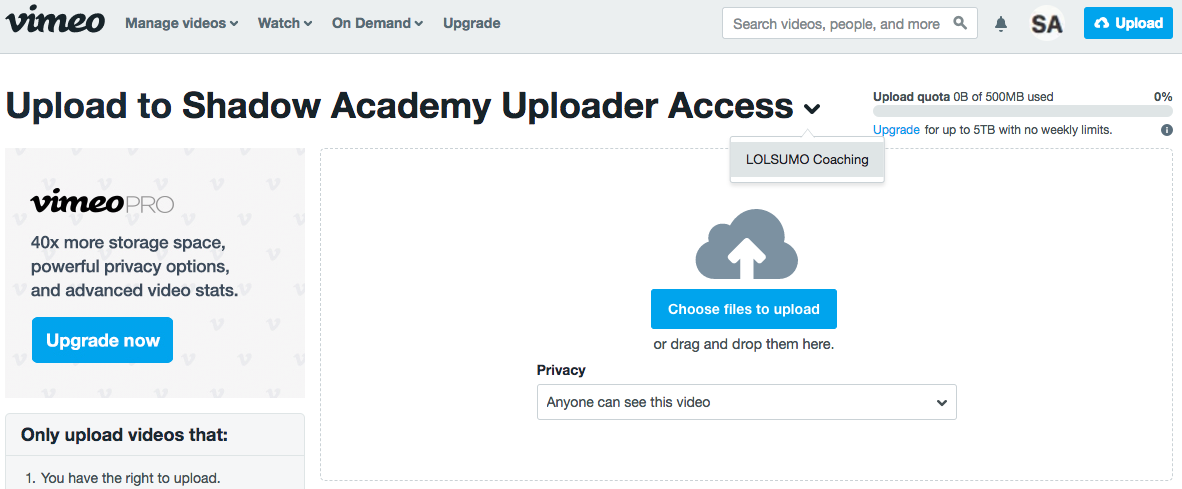 vimeo Manage videos Watch On Demand Upgrade Search videos, people, and more SA Upload
Upload to Shadow Academy Uploader Access
Upload quota 0B of 500MB used 0%
Upgrade for up to 5TB with no weekly limits.
LOLSUMO Coaching
vimeo PRO
40x more storage space,
powerful privacy options,
and advanced video stats.
Upgrade now
Choose files to upload
or drag and drop them here.
Privacy
Anyone can see this video
Only upload videos that:
1. You have the right to upload.